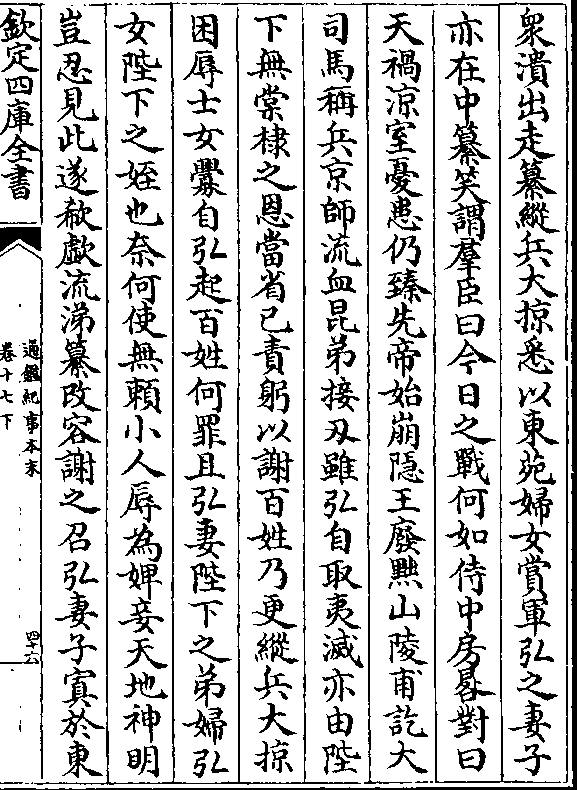 衆潰出走纂縱兵大掠悉以東苑婦女賞軍弘之妻子
亦在中纂笑謂羣臣曰今日之戰何如侍中房晷對曰
天禍涼室憂患仍臻先帝始崩隱王廢黜山陵甫訖大
司馬稱兵京師流血昆弟接刃雖弘自取夷滅亦由陛
下無棠棣之恩當省已責躬以謝百姓乃更縱兵大掠
困辱士女釁自弘起百姓何罪且弘妻陛下之弟婦弘
女陛下之姪也奈何使無賴小人辱為婢妾天地神明
豈忍見此遂欷歔流涕纂改容謝之召弘妻子寘於東
欽定四庫全書
通鑑紀事本末
卷十七下
四十六